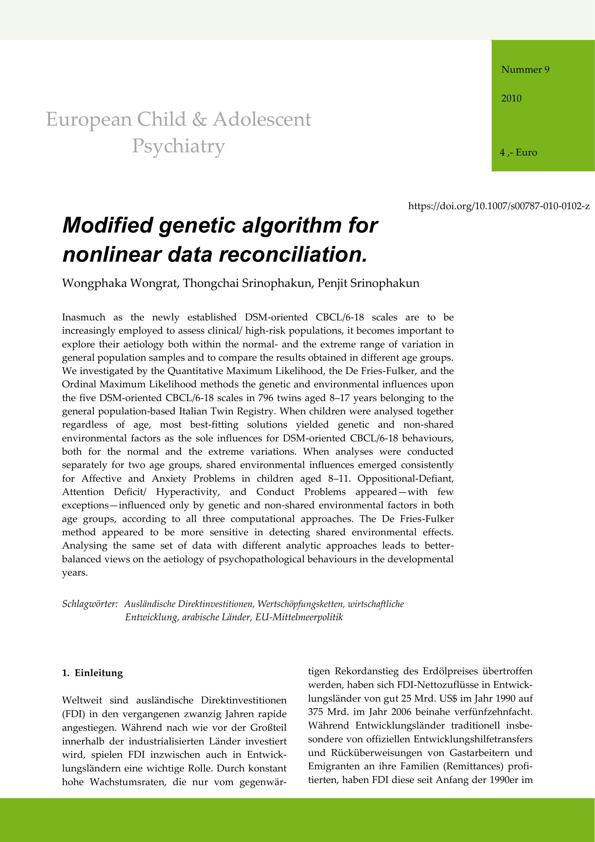 Nummer 9
2010
4 ,- Euro
European Child & Adolescent
Psychiatry
https://doi.org/10.1007/s00787-010-0102-z
Modified genetic algorithm for
nonlinear data reconciliation.
Wongphaka Wongrat, Thongchai Srinophakun, Penjit Srinophakun
Inasmuch as the newly established DSM-oriented CBCL/6-18 scales are to be
increasingly employed to assess clinical/ high-risk populations, it becomes important to
explore their aetiology both within the normal- and the extreme range of variation in
general population samples and to compare the results obtained in different age groups.
We investigated by the Quantitative Maximum Likelihood, the De Fries-Fulker, and the
Ordinal Maximum Likelihood methods the genetic and environmental influences upon
the five DSM-oriented CBCL/6-18 scales in 796 twins aged 8–17 years belonging to the
general population-based Italian Twin Registry. When children were analysed together
regardless of age, most best-fitting solutions yielded genetic and non-shared
environmental factors as the sole influences for DSM-oriented CBCL/6-18 behaviours,
both for the normal and the extreme variations. When analyses were conducted
separately for two age groups, shared environmental influences emerged consistently
for Affective and Anxiety Problems in children aged 8–11. Oppositional-Defiant,
Attention Deficit/ Hyperactivity, and Conduct Problems appeared—with few
exceptions—influenced only by genetic and non-shared environmental factors in both
age groups, according to all three computational approaches. The De Fries-Fulker
method appeared to be more sensitive in detecting shared environmental effects.
Analysing the same set of data with different analytic approaches leads to better-
balanced views on the aetiology of psychopathological behaviours in the developmental
years.
Schlagwörter: Ausländische Direktinvestitionen, Wertschöpfungsketten, wirtschaftliche
Entwicklung, arabische Länder, EU-Mittelmeerpolitik
1. Einleitung
Weltweit sind ausländische Direktinvestitionen
(FDI) in den vergangenen zwanzig Jahren rapide
angestiegen. Während nach wie vor der Großteil
innerhalb der industrialisierten Länder investiert
wird, spielen FDI inzwischen auch in Entwick-
lungsländern eine wichtige Rolle. Durch konstant
hohe Wachstumsraten, die nur vom gegenwär-
tigen Rekordanstieg des Erdölpreises übertroffen
werden, haben sich FDI-Nettozuflüsse in Entwick-
lungsländer von gut 25 Mrd. US$ im Jahr 1990 auf
375 Mrd. im Jahr 2006 beinahe verfünfzehnfacht.
Während Entwicklungsländer traditionell insbe-
sondere von offiziellen Entwicklungshilfetransfers
und Rücküberweisungen von Gastarbeitern und
Emigranten an ihre Familien (Remittances) profi-
tierten, haben FDI diese seit Anfang der 1990er im